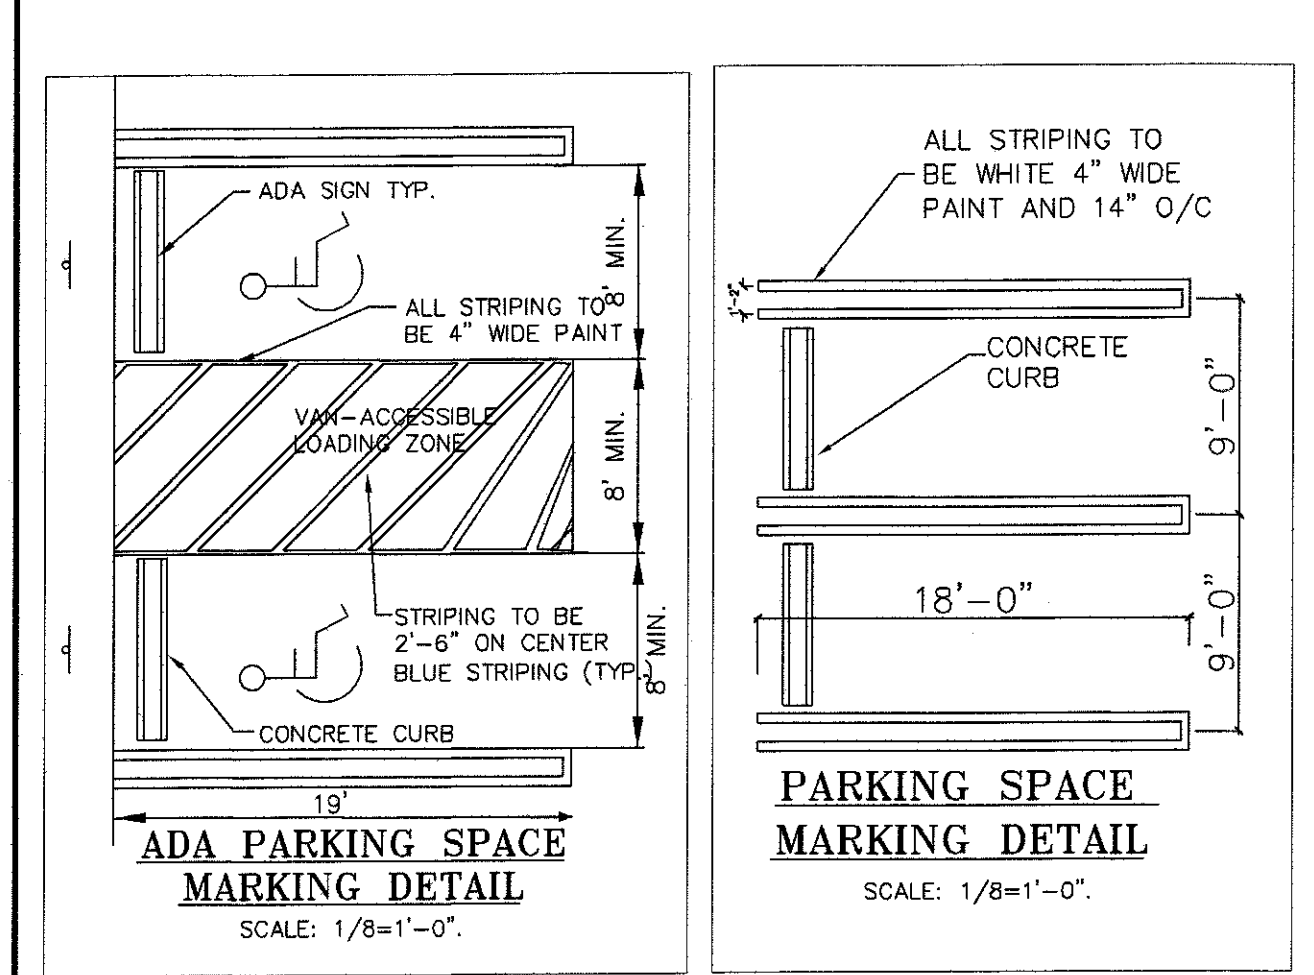 ADA SIGN TYP.
8' MIN.
ALL STRIPING TO
BE 4" WIDE PAINT
VAN-ACCESSIBLE
LOADING ZONE
8' MIN.
STRIPING TO BE
2'-6" ON CENTER
BLUE STRIPING (TYP.)
8' MIN.
CONCRETE CURB
19'
ADA PARKING SPACE
MARKING DETAIL
SCALE: 1/8=1'-0".
ALL STRIPING TO
BE WHITE 4" WIDE
PAINT AND 14" O/C
1'-2"
CONCRETE
CURB
9'-0"
18'-0"
9'-0"
PARKING SPACE
MARKING DETAIL
SCALE: 1/8=1'-0".